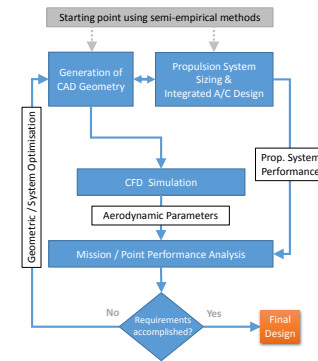 Starting point using semi-empirical methods
Generation of
CAD Geometry
Propulsion System
Sizing &
Integrated A/C Design
Geometric / System Optimisation
Prop. System
Performance
CFD Simulation
Aerodynamic Parameters
Mission / Point Performance Analysis
No
Requirements
accomplished?
Yes
Final
Design